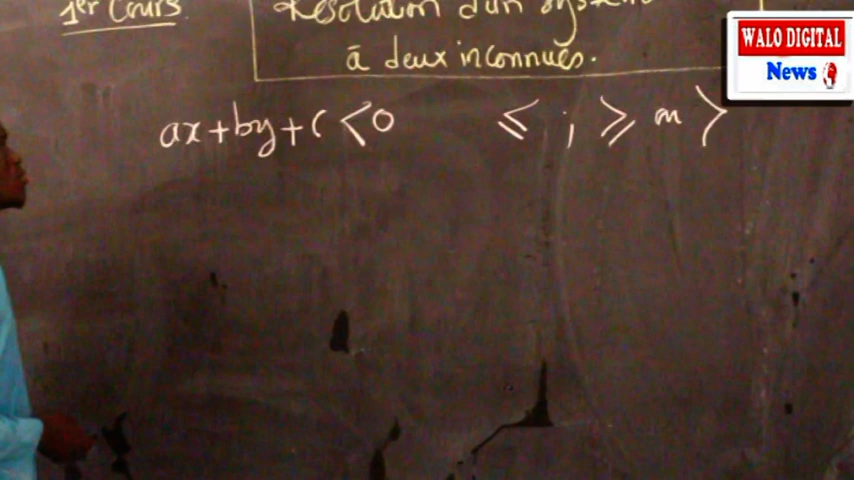 1er Cours
Résolution d'un système
à deux inconnues.
ax+by+c <0 ≤ ; ≥ ou >
WALO DIGITAL
News